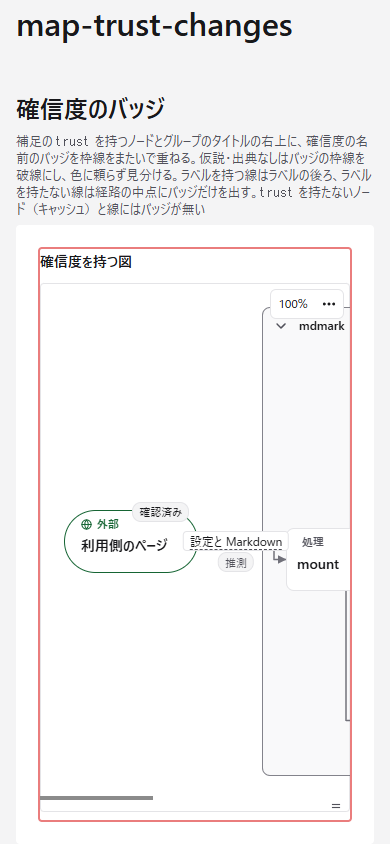 map-trust-changes
確信度のバッジ
補足の trust を持つノードとグループのタイトルの右上に、確信度の名
前のバッジを枠線をまたいで重ねる。仮説・出典なしはバッジの枠線を
破線にし、色に頼らず見分ける。ラベルを持つ線はラベルの後ろ、ラベル
を持たない線は経路の中点にバッジだけを出す。trust を持たないノー
ド（キャッシュ）と線にはバッジが無い
確信度を持つ図
100% •••
mdmark
確認済み
外部
利用側のページ
設定と Markdown
推測
処理
mount